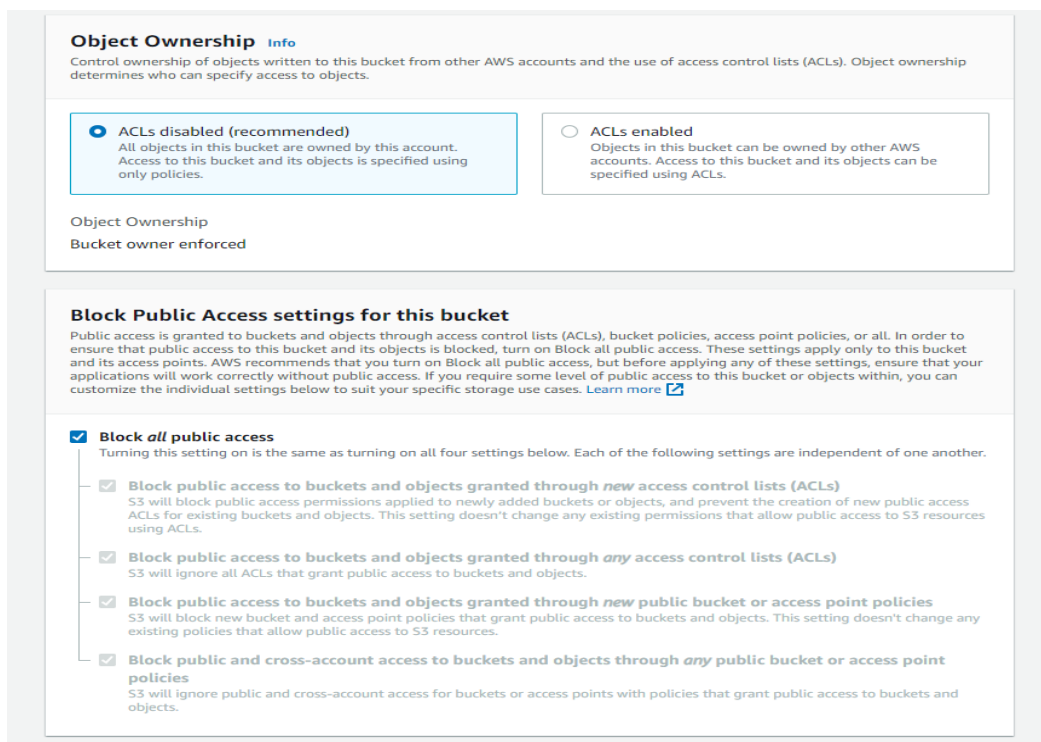 Object Ownership Info
Control ownership of objects written to this bucket from other AWS accounts and the use of access control lists (ACLs). Object ownership
determines who can specify access to objects.
ACLs disabled (recommended)
All objects in this bucket are owned by this account.
Access to this bucket and its objects is specified using
only policies.
ACLs enabled
Objects in this bucket can be owned by other AWS
accounts. Access to this bucket and its objects can be
specified using ACLs.
Object Ownership
Bucket owner enforced
Block Public Access settings for this bucket
Public access is granted to buckets and objects through access control lists (ACLs), bucket policies, access point policies, or all. In order to
ensure that public access to this bucket and its objects is blocked, turn on Block all public access. These settings apply only to this bucket
and its access points. AWS recommends that you turn on Block all public access, but before applying any of these settings, ensure that your
applications will work correctly without public access. If you require some level of public access to this bucket or objects within, you can
customize the individual settings below to suit your specific storage use cases. Learn more
Block all public access
Turning this setting on is the same as turning on all four settings below. Each of the following settings are independent of one another.
Block public access to buckets and objects granted through new access control lists (ACLs)
S3 will block public access permissions applied to newly added buckets or objects, and prevent the creation of new public access
ACLs for existing buckets and objects. This setting doesn't change any existing permissions that allow public access to S3 resources
using ACLs.
Block public access to buckets and objects granted through any access control lists (ACLs)
S3 will ignore all ACLs that grant public access to buckets and objects.
Block public access to buckets and objects granted through new public bucket or access point policies
S3 will block new bucket and access point policies that grant public access to buckets and objects. This setting doesn't change any
existing policies that allow public access to S3 resources.
Block public and cross-account access to buckets and objects through any public bucket or access point
policies
S3 will ignore public and cross-account access for buckets or access points with policies that grant public access to buckets and
objects.